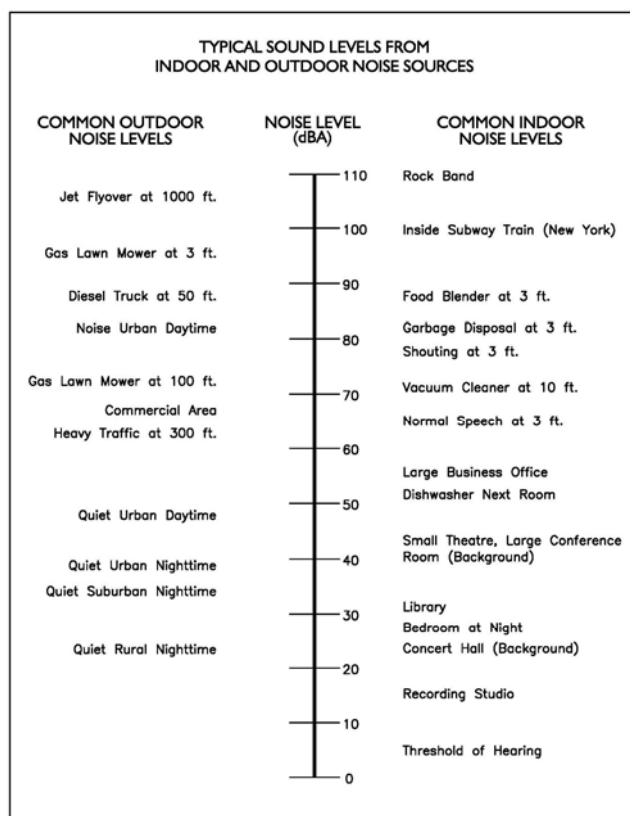 TYPICAL SOUND LEVELS FROM
INDOOR AND OUTDOOR NOISE SOURCES
COMMON OUTDOOR
NOISE LEVELS
NOISE LEVEL
(dBA)
COMMON INDOOR
NOISE LEVELS
110
Rock Band
Jet Flyover at 1000 ft.
100
Inside Subway Train (New York)
Gas Lawn Mower at 3 ft.
90
Diesel Truck at 50 ft.
Food Blender at 3 ft.
Noise Urban Daytime
Garbage Disposal at 3 ft.
80
Shouting at 3 ft.
Gas Lawn Mower at 100 ft.
Vacuum Cleaner at 10 ft.
70
Commercial Area
Normal Speech at 3 ft.
Heavy Traffic at 300 ft.
60
Large Business Office
Dishwasher Next Room
50
Quiet Urban Daytime
Small Theatre, Large Conference
Room (Background)
40
Quiet Urban Nighttime
Quiet Suburban Nighttime
Library
30
Bedroom at Night
Quiet Rural Nighttime
Concert Hall (Background)
20
Recording Studio
10
Threshold of Hearing
0